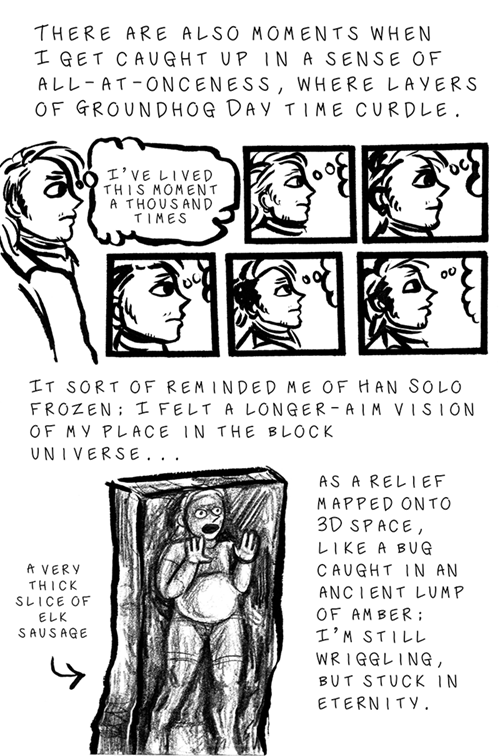 THERE ARE ALSO MOMENTS WHEN
I GET CAUGHT UP IN A SENSE OF
ALL-AT-ONCENESS, WHERE LAYERS
OF GROUNDHOG DAY TIME CURDLE.
I'VE LIVED
THIS MOMENT
A THOUSAND
TIMES
IT SORT OF REMINDED ME OF HAN SOLO
FROZEN; I FELT A LONGER-AIM VISION
OF MY PLACE IN THE BLOCK
UNIVERSE...
A VERY
THICK
SLICE OF
ELK
SAUSAGE
AS A RELIEF
MAPPED ONTO
3D SPACE,
LIKE A BUG
CAUGHT IN AN
ANCIENT LUMP
OF AMBER;
I'M STILL
WRIGGLING,
BUT STUCK IN
ETERNITY.